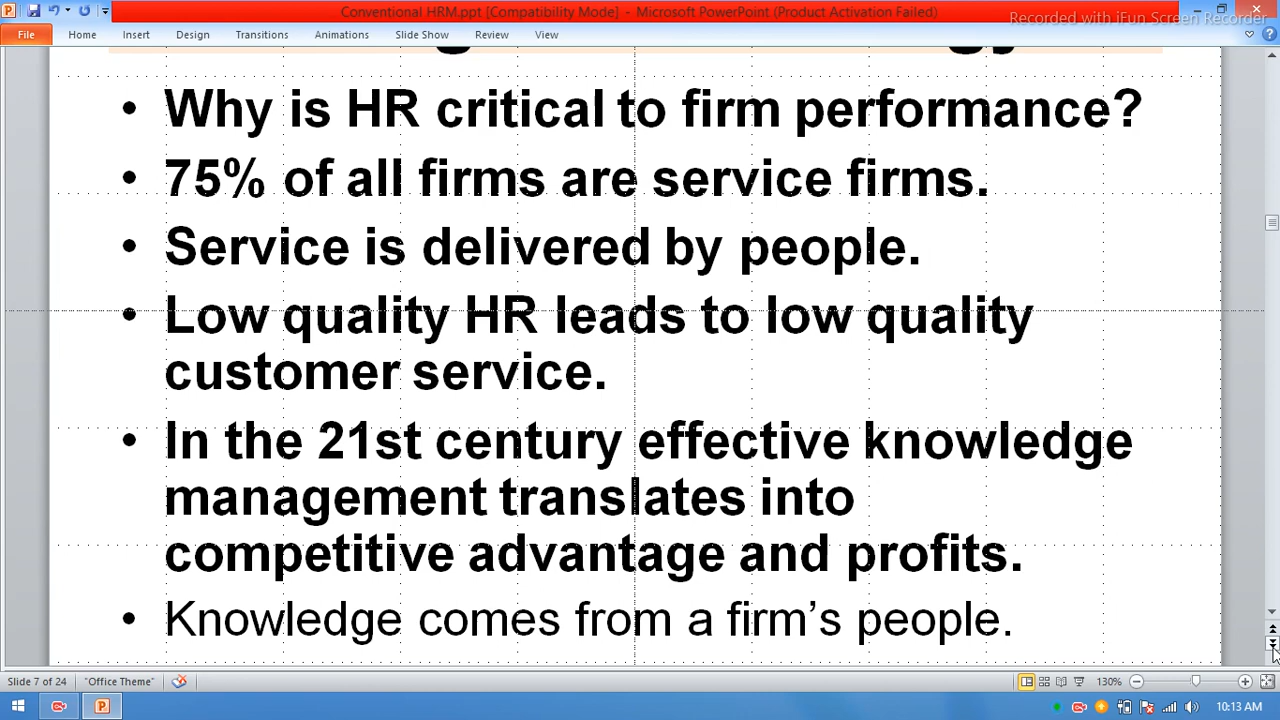 Conventional HRM.ppt [Compatibility Mode] - Microsoft PowerPoint (Product Activation Failed)
Recorded with iFun Screen Recorder
File Home Insert Design Transitions Animations Slide Show Review View
• Why is HR critical to firm performance?
• 75% of all firms are service firms.
• Service is delivered by people.
• Low quality HR leads to low quality
customer service.
• In the 21st century effective knowledge
management translates into
competitive advantage and profits.
• Knowledge comes from a firm’s people.
Slide 7 of 24 "Office Theme" 130%
10:13 AM